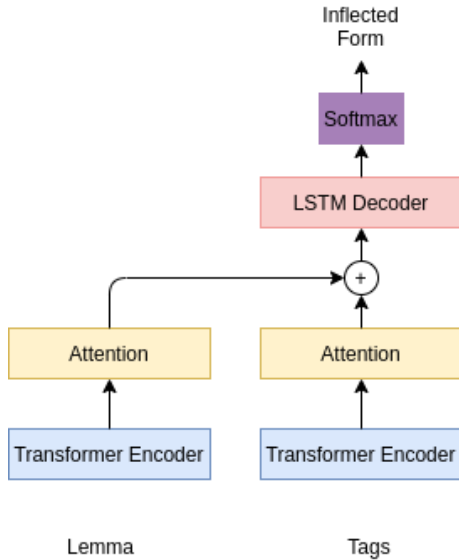 Inflected
Form
Softmax
LSTM Decoder
+
Attention
Attention
Transformer Encoder
Transformer Encoder
Lemma
Tags